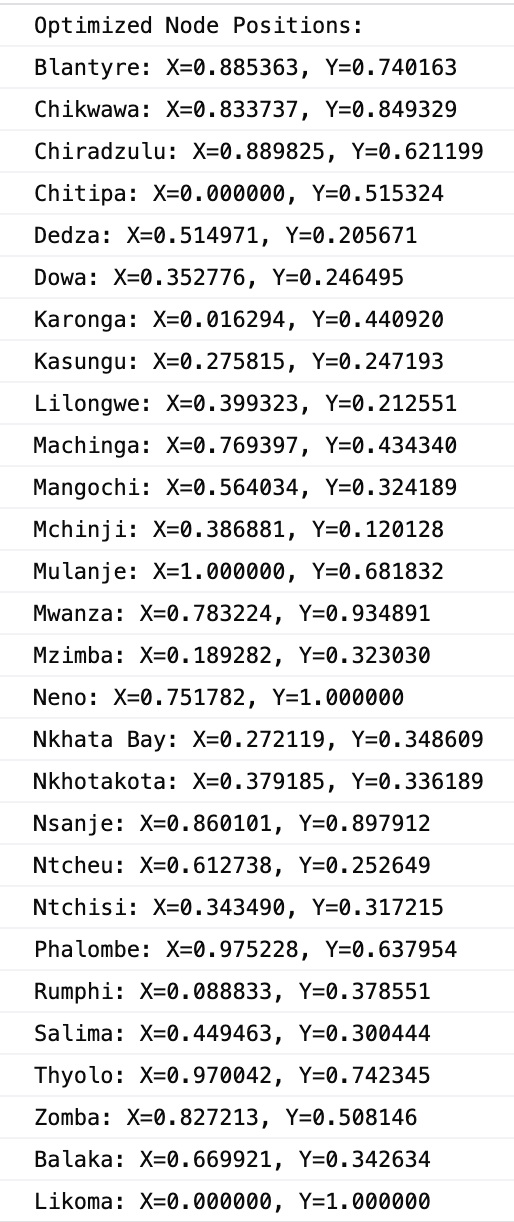 Optimized Node Positions:
Blantyre: X=0.885363, Y=0.740163
Chikwawa: X=0.833737, Y=0.849329
Chiradzulu: X=0.889825, Y=0.621199
Chitipa: X=0.000000, Y=0.515324
Dedza: X=0.514971, Y=0.205671
Dowa: X=0.352776, Y=0.246495
Karonga: X=0.016294, Y=0.440920
Kasungu: X=0.275815, Y=0.247193
Lilongwe: X=0.399323, Y=0.212551
Machinga: X=0.769397, Y=0.434340
Mangochi: X=0.564034, Y=0.324189
Mchinji: X=0.386881, Y=0.120128
Mulanje: X=1.000000, Y=0.681832
Mwanza: X=0.783224, Y=0.934891
Mzimba: X=0.189282, Y=0.323030
Neno: X=0.751782, Y=1.000000
Nkhata Bay: X=0.272119, Y=0.348609
Nkhotakota: X=0.379185, Y=0.336189
Nsanje: X=0.860101, Y=0.897912
Ntcheu: X=0.612738, Y=0.252649
Ntchisi: X=0.343490, Y=0.317215
Phalombe: X=0.975228, Y=0.637954
Rumphi: X=0.088833, Y=0.378551
Salima: X=0.449463, Y=0.300444
Thyolo: X=0.970042, Y=0.742345
Zomba: X=0.827213, Y=0.508146
Balaka: X=0.669921, Y=0.342634
Likoma: X=0.000000, Y=1.000000